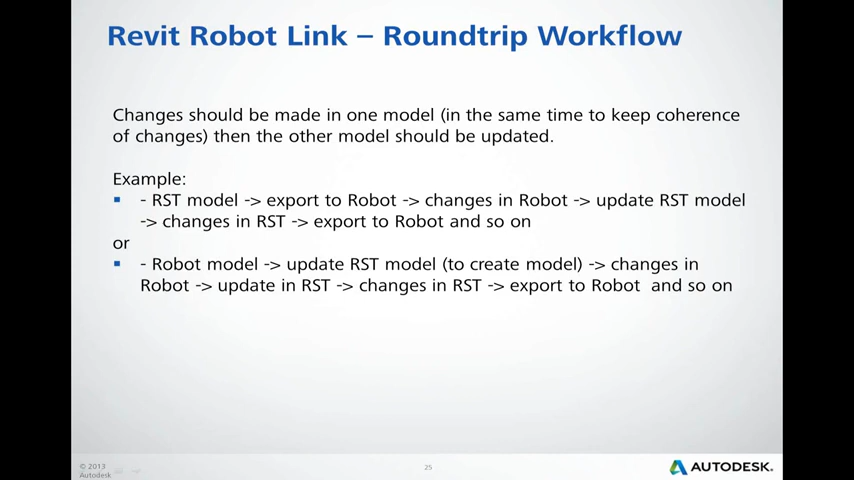 Revit Robot Link – Roundtrip Workflow
Changes should be made in one model (in the same time to keep coherence
of changes) then the other model should be updated.
Example:
- RST model -> export to Robot -> changes in Robot -> update RST model
-> changes in RST -> export to Robot and so on
or
- Robot model -> update RST model (to create model) -> changes in
Robot -> update in RST -> changes in RST -> export to Robot and so on
© 2013
Autodesk
25
AUTODESK.